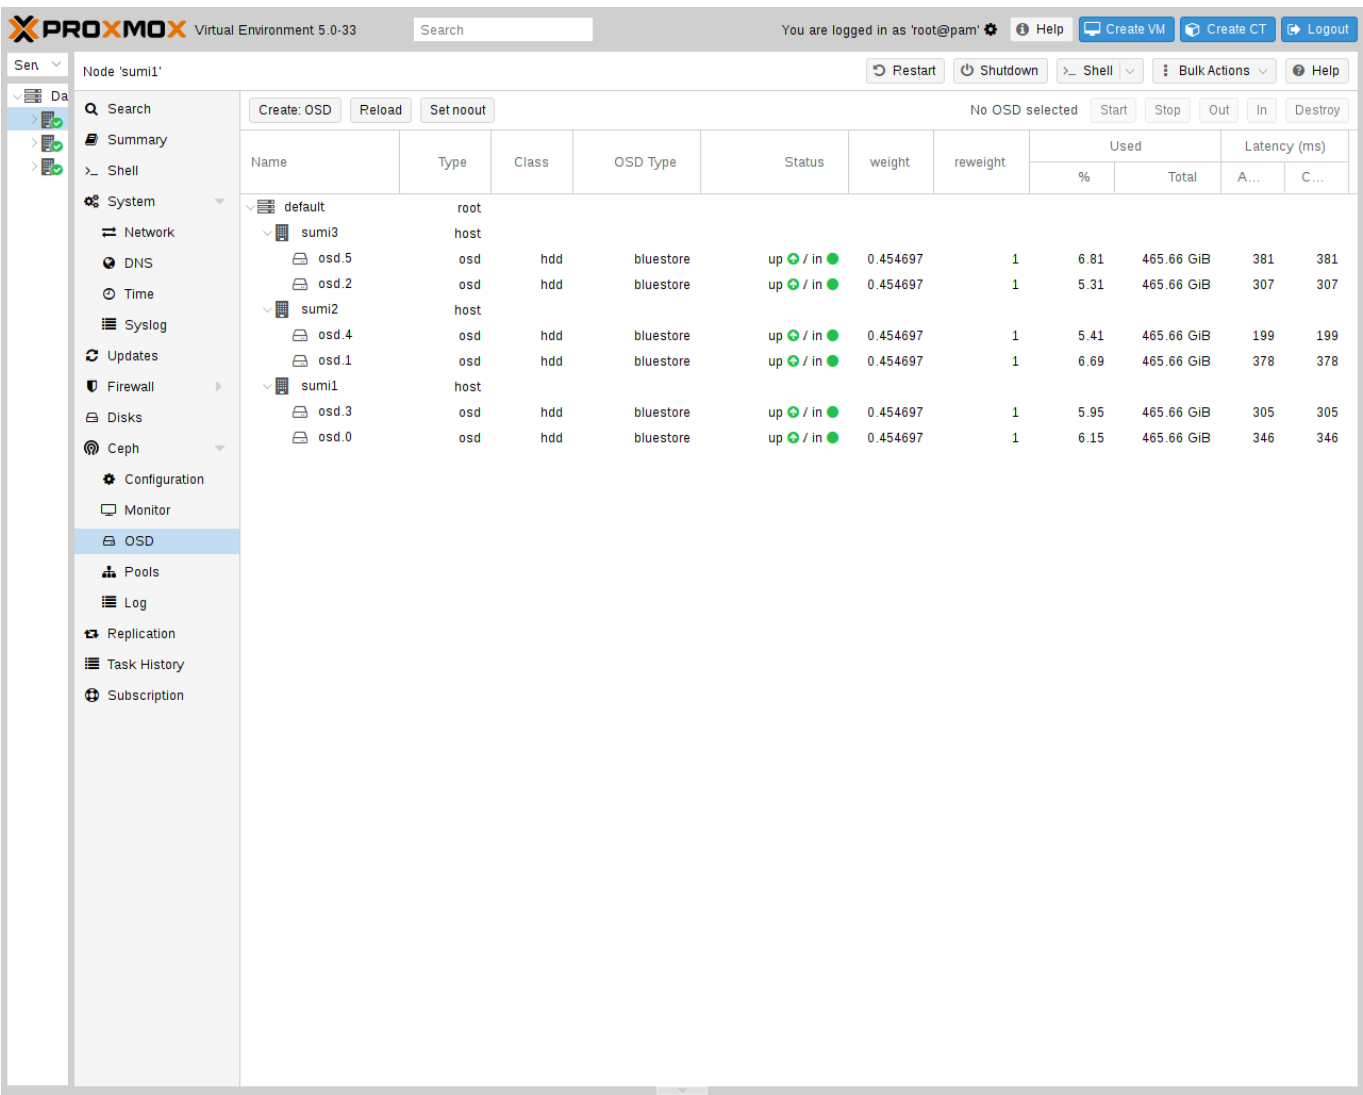 PROXMOX Virtual Environment 5.0-33 Search You are logged in as 'root@pam' Help Create VM Create CT Logout
Node 'sumi1' Restart Shutdown >_ Shell Bulk Actions Help
Search
Summary
>_ Shell
System
Network
DNS
Time
Syslog
Updates
Firewall
Disks
Ceph
Configuration
Monitor
OSD
Pools
Log
Replication
Task History
Subscription
Create: OSD Reload Set noout No OSD selected Start Stop Out In Destroy
Name Type Class OSD Type Status weight reweight Used Latency (ms)
% Total A... C...
default root
sumi3 host
osd.5 osd hdd bluestore up / in 0.454697 1 6.81 465.66 GiB 381 381
osd.2 osd hdd bluestore up / in 0.454697 1 5.31 465.66 GiB 307 307
sumi2 host
osd.4 osd hdd bluestore up / in 0.454697 1 5.41 465.66 GiB 199 199
osd.1 osd hdd bluestore up / in 0.454697 1 6.69 465.66 GiB 378 378
sumi1 host
osd.3 osd hdd bluestore up / in 0.454697 1 5.95 465.66 GiB 305 305
osd.0 osd hdd bluestore up / in 0.454697 1 6.15 465.66 GiB 346 346